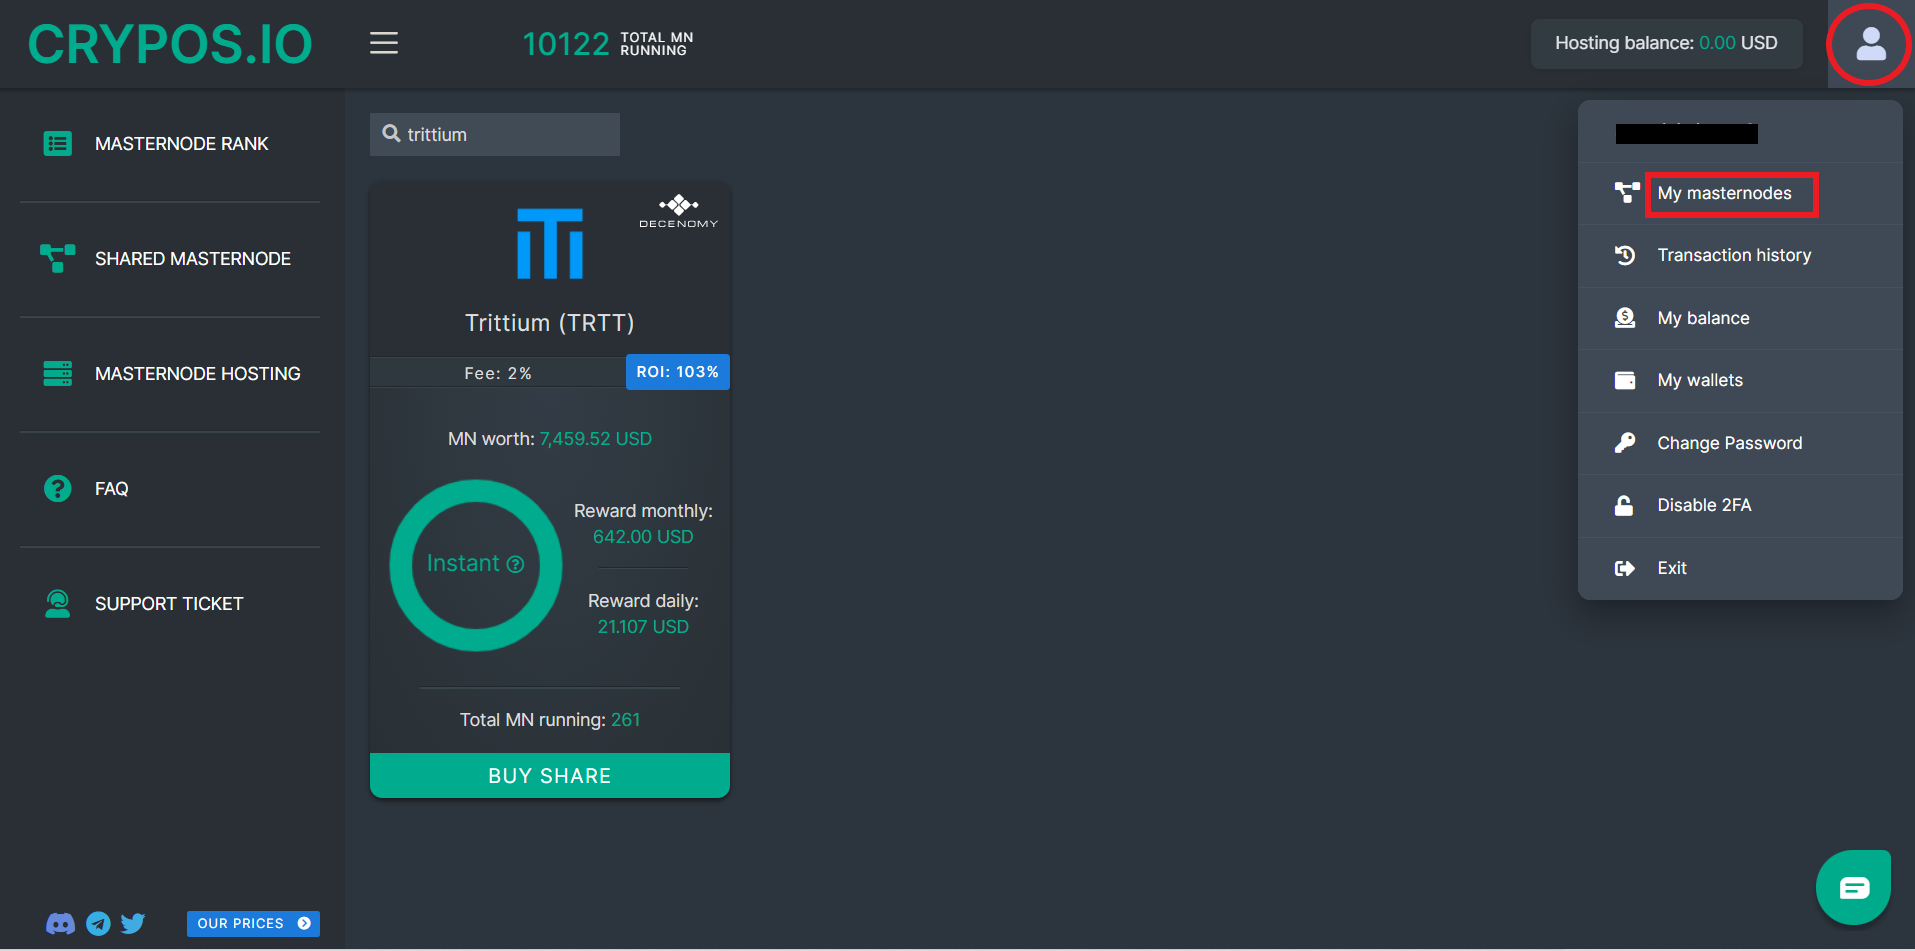 CRYPOS.IO
10122 TOTAL MN RUNNING
Hosting balance: 0.00 USD
MASTERNODE RANK
SHARED MASTERNODE
MASTERNODE HOSTING
FAQ
SUPPORT TICKET
OUR PRICES
trittium
DECENOMY
Trittium (TRTT)
Fee: 2%
ROI: 103%
MN worth: 7,459.52 USD
Instant
Reward monthly:
642.00 USD
Reward daily:
21.107 USD
Total MN running: 261
BUY SHARE
My masternodes
Transaction history
My balance
My wallets
Change Password
Disable 2FA
Exit